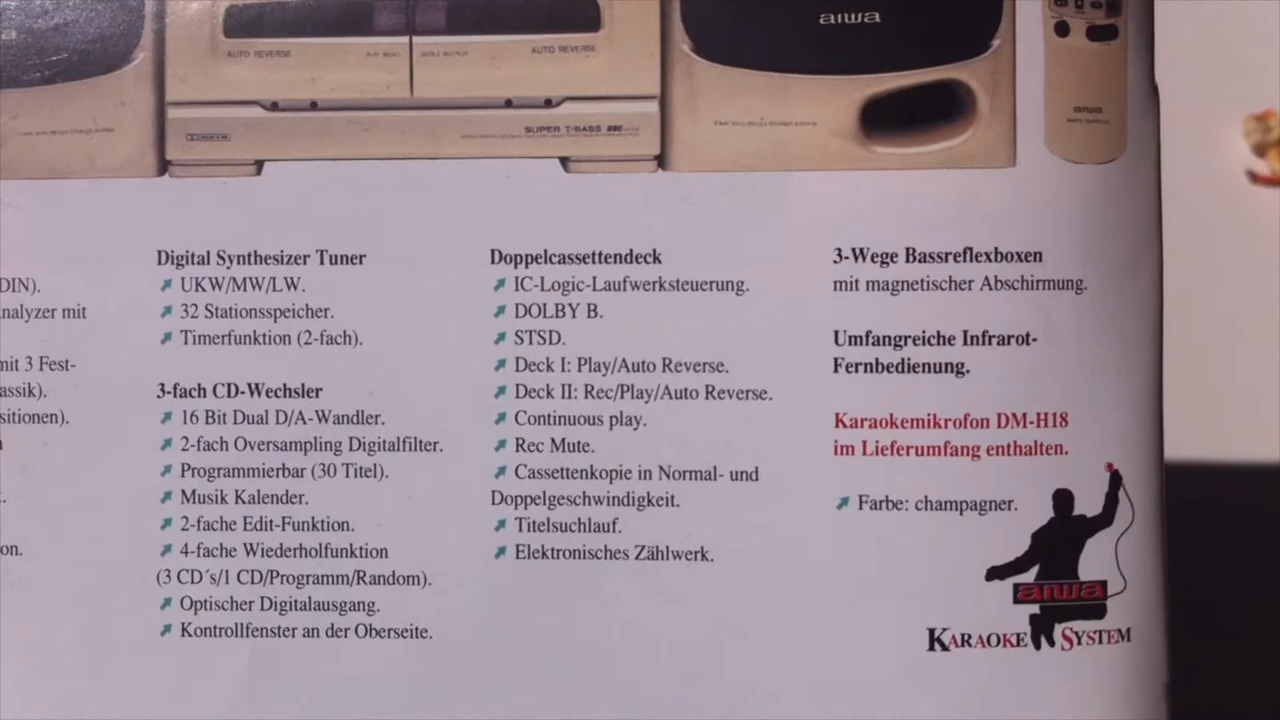 aiwa
AUTO REVERSE
AUTO REVERSE
SUPER T-BASS BBE
aiwa
DIN).
nalyzer mit
mit 3 Fest-
assik).
sitionen).
on.
Digital Synthesizer Tuner
UKW/MW/LW.
32 Stationsspeicher.
Timerfunktion (2-fach).
3-fach CD-Wechsler
16 Bit Dual D/A-Wandler.
2-fach Oversampling Digitalfilter.
Programmierbar (30 Titel).
Musik Kalender.
2-fache Edit-Funktion.
4-fache Wiederholfunktion
(3 CD´s/1 CD/Programm/Random).
Optischer Digitalausgang.
Kontrollfenster an der Oberseite.
Doppelcassettendeck
IC-Logic-Laufwerksteuerung.
DOLBY B.
STSD.
Deck I: Play/Auto Reverse.
Deck II: Rec/Play/Auto Reverse.
Continuous play.
Rec Mute.
Cassettenkopie in Normal- und
Doppelgeschwindigkeit.
Titelsuchlauf.
Elektronisches Zählwerk.
3-Wege Bassreflexboxen
mit magnetischer Abschirmung.
Umfangreiche Infrarot-
Fernbedienung.
Karaokemikrofon DM-H18
im Lieferumfang enthalten.
Farbe: champagner.
aiwa
KARAOKE SYSTEM